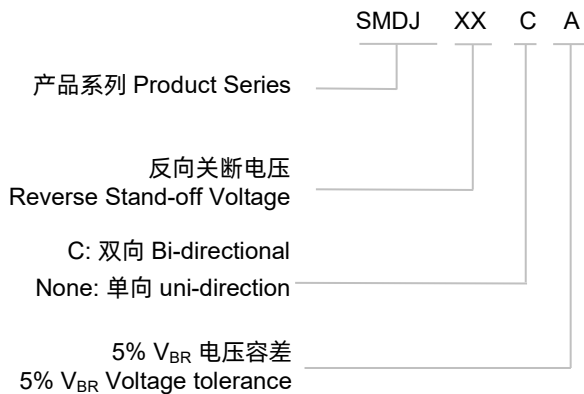 SMDJ XX C A
产品系列 Product Series
反向关断电压
Reverse Stand-off Voltage
C: 双向 Bi-directional
None: 单向 uni-direction
5% VBR 电压容差
5% VBR Voltage tolerance